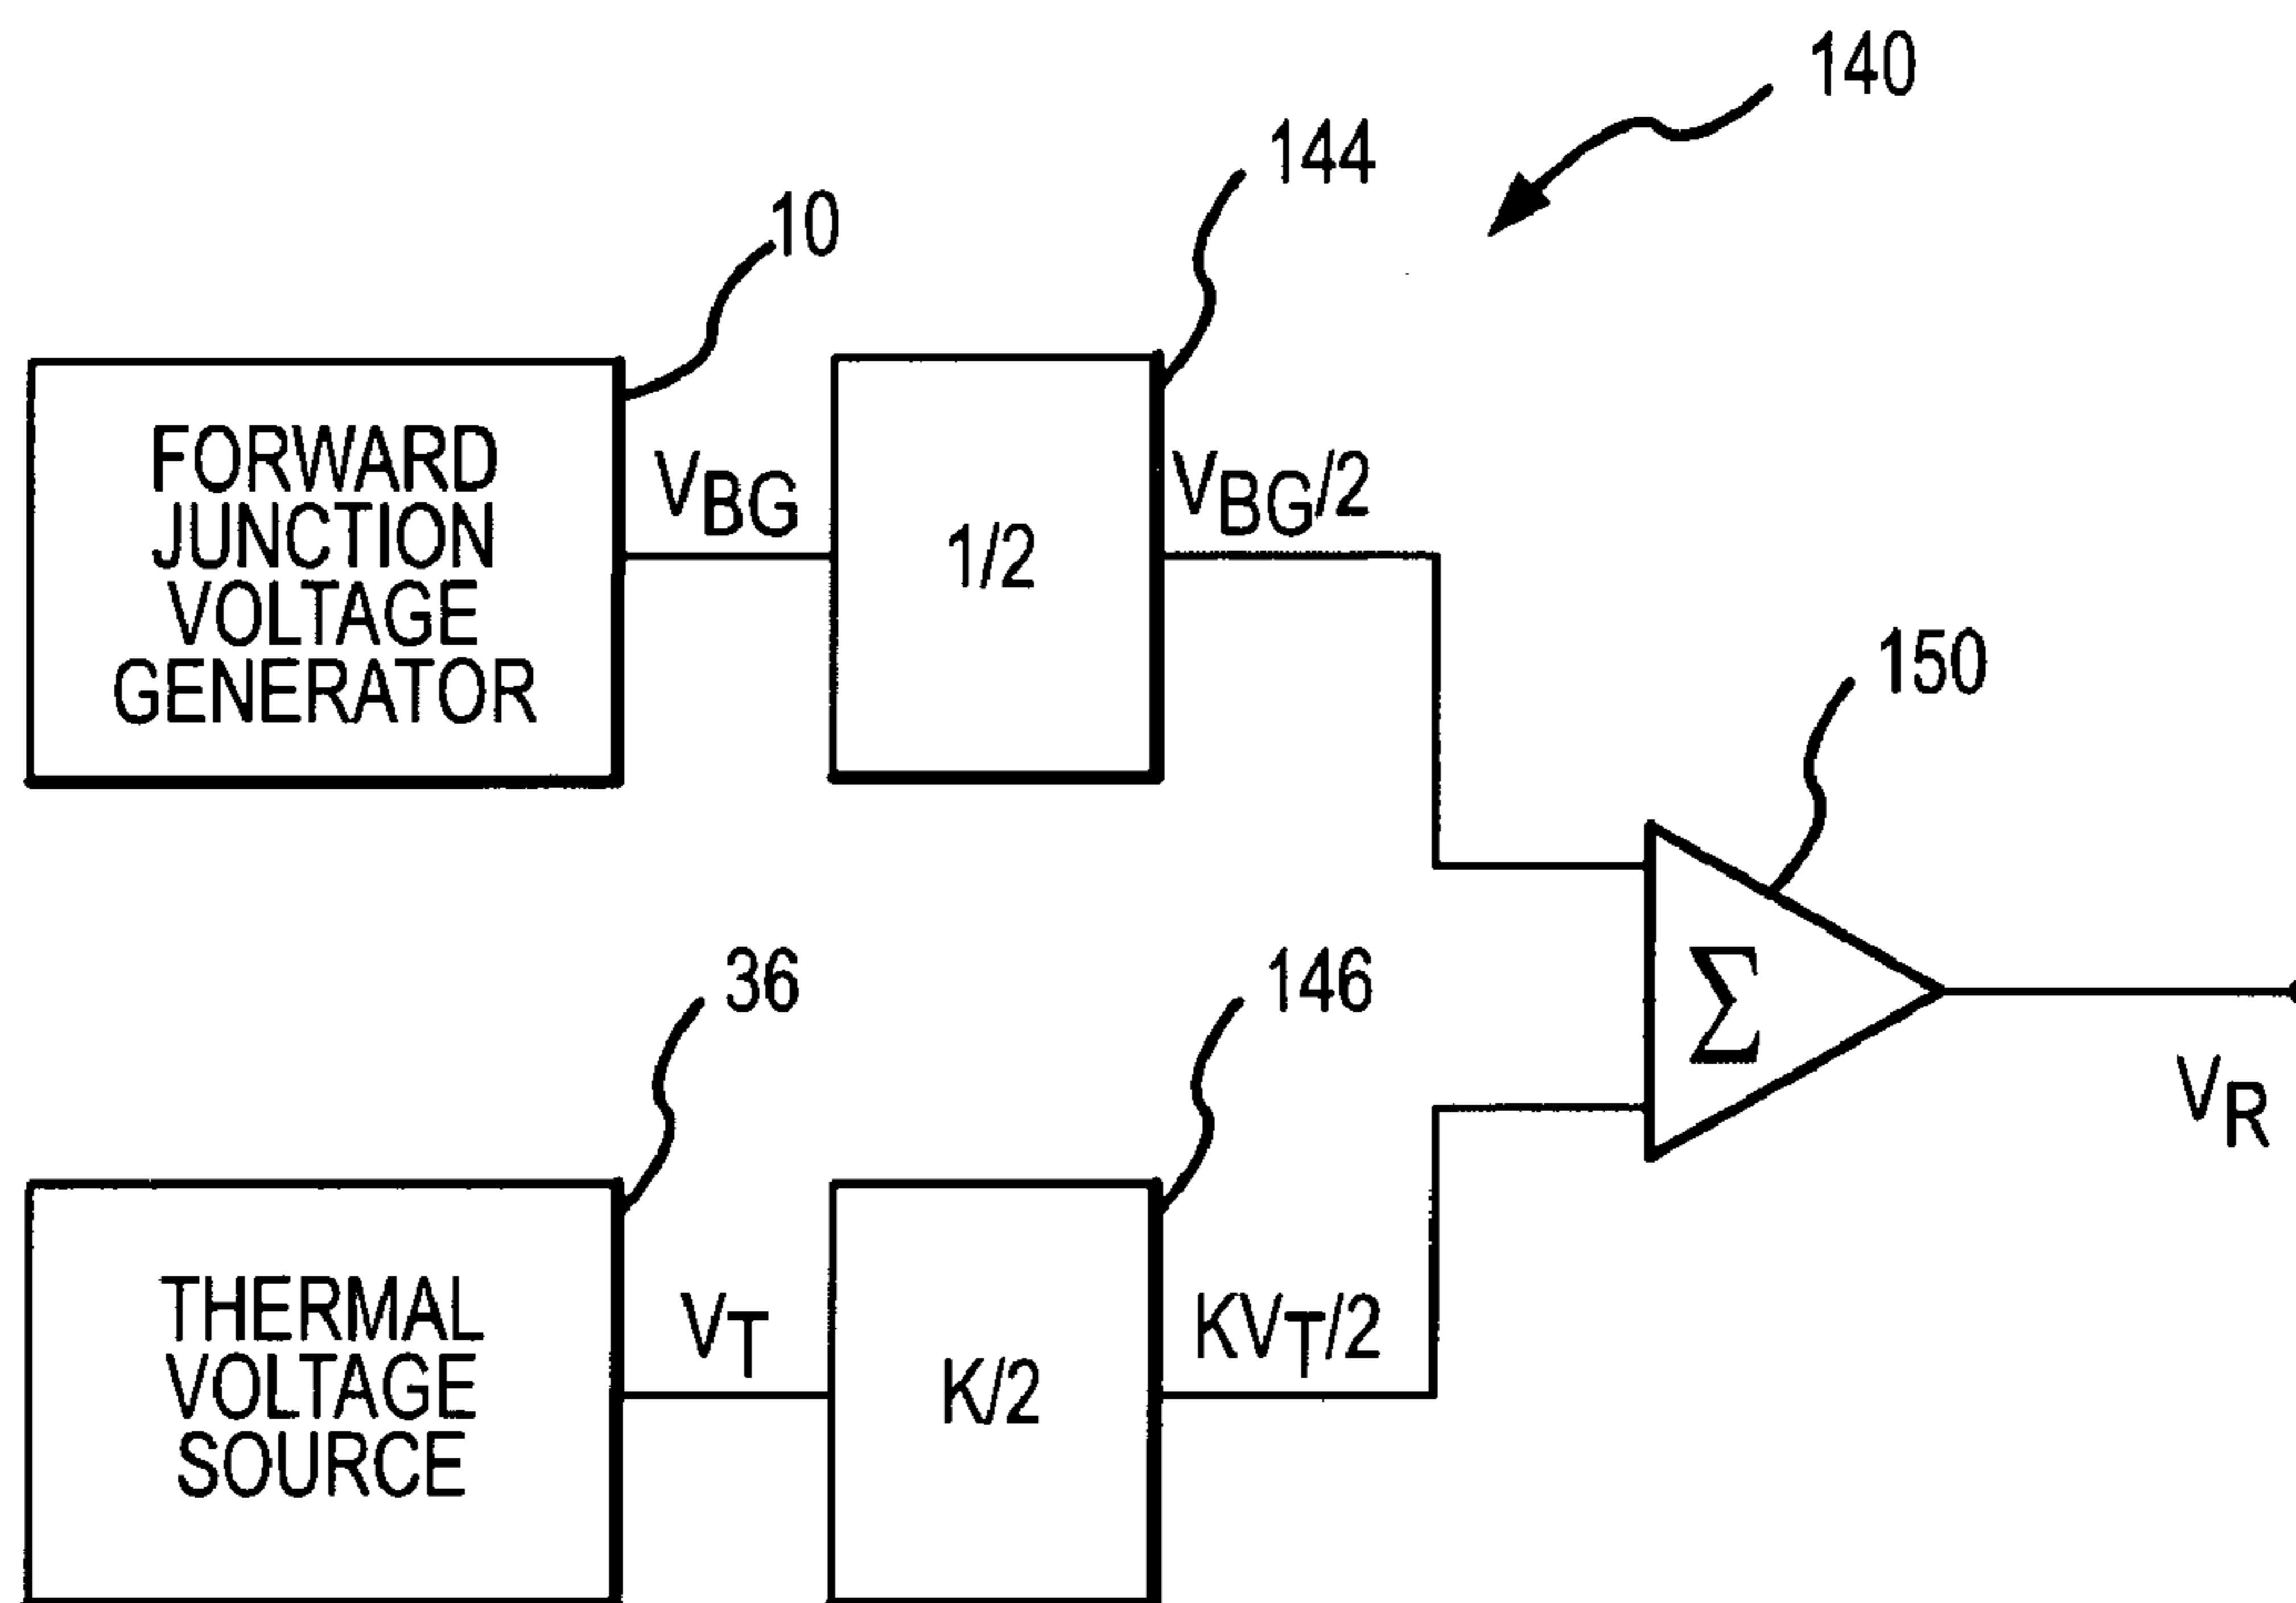 140
144
10
FORWARD
JUNCTION
VOLTAGE
GENERATOR
VBG
1/2
VBG/2
150
36
146
Σ
VR
THERMAL
VOLTAGE
SOURCE
VT
K/2
KVT/2